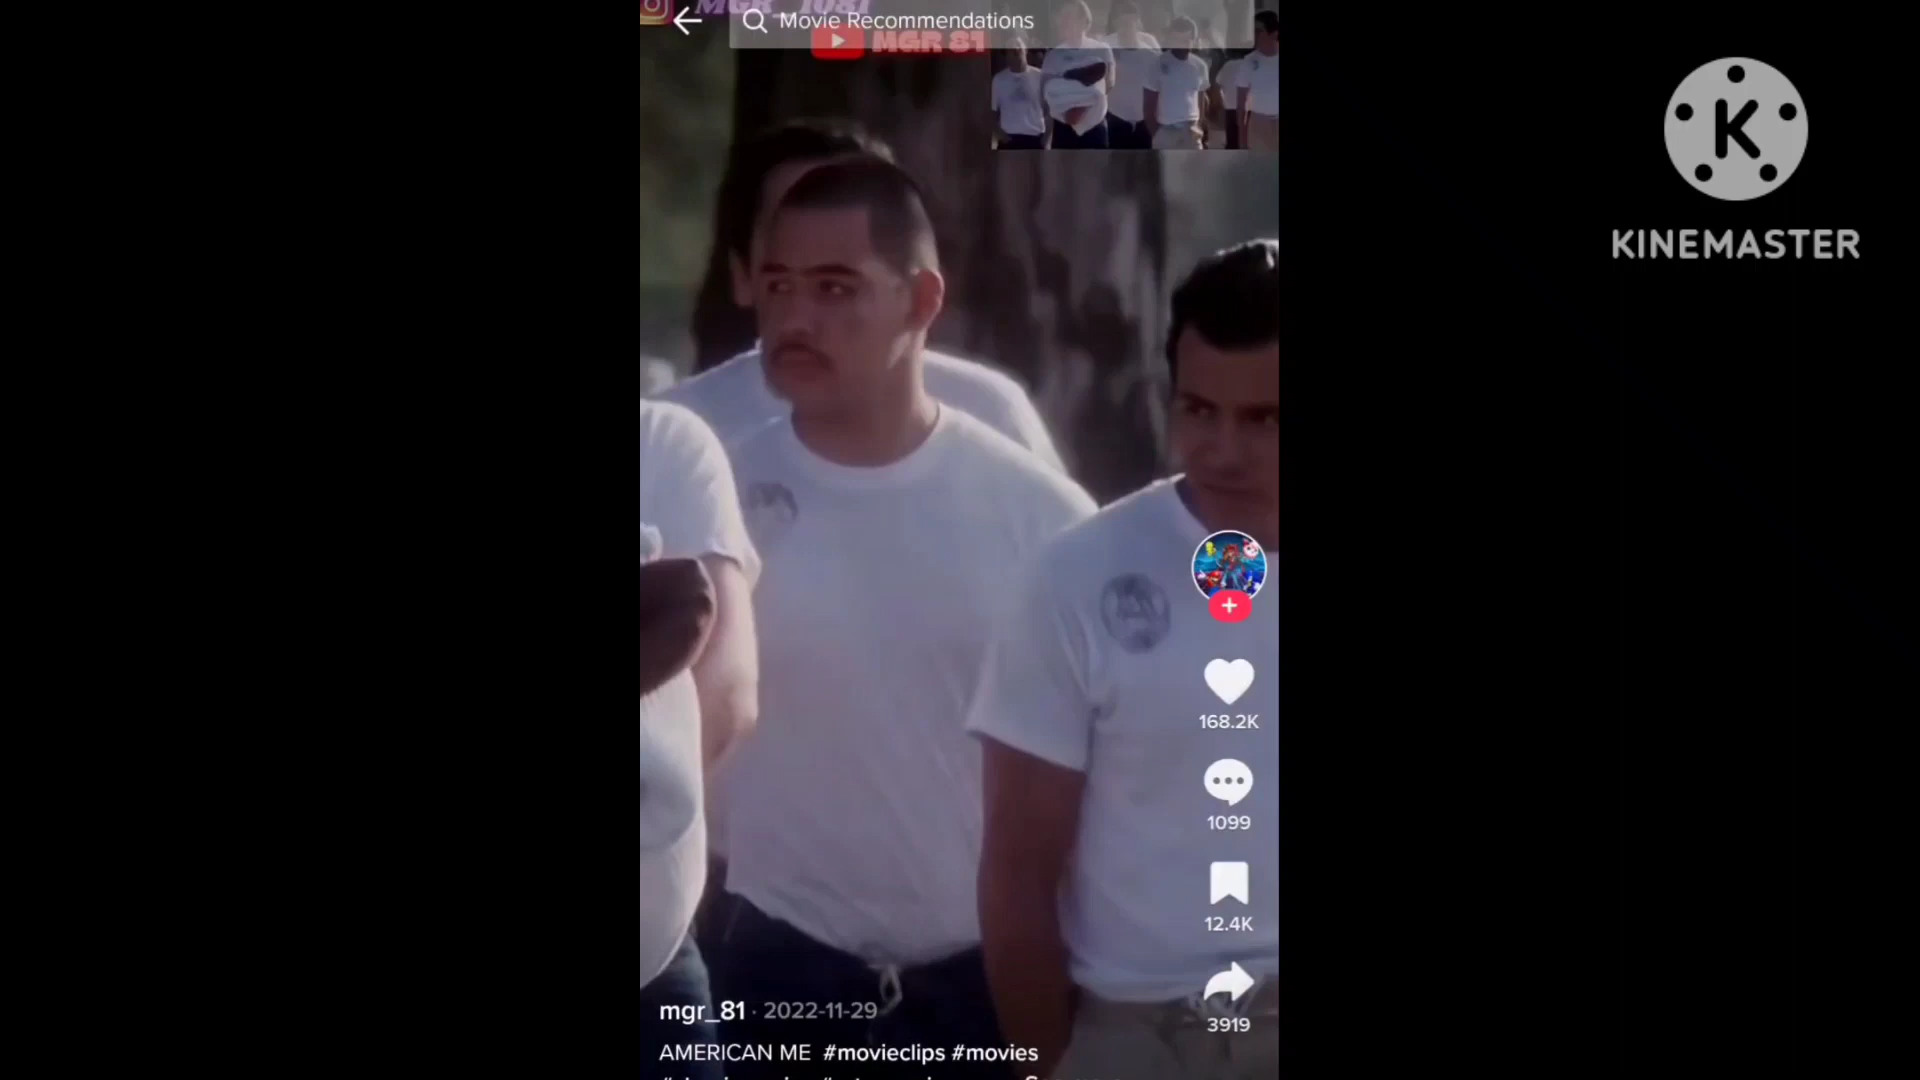 MGR_1081
Movie Recommendations
MGR 81
K
KINEMASTER
168.2K
1099
12.4K
3919
mgr_81 · 2022-11-29
AMERICAN ME #movieclips #movies